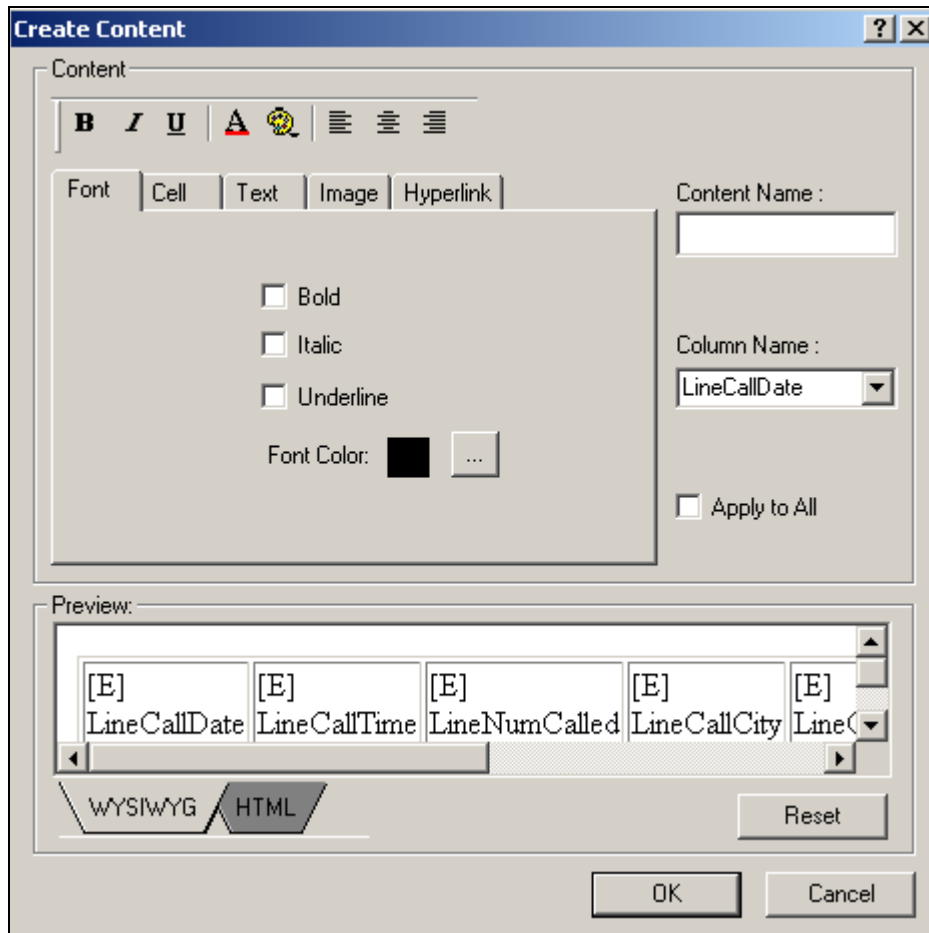 Create Content
Content
B I U A
Font Cell Text Image Hyperlink
Content Name :
Bold
Italic
Column Name :
LineCallDate
Underline
Font Color: ...
Apply to All
Preview:
[E] [E] [E] [E] [E]
LineCallDate LineCallTime LineNumCalled LineCallCity
WYSIWYG HTML
Reset
OK Cancel